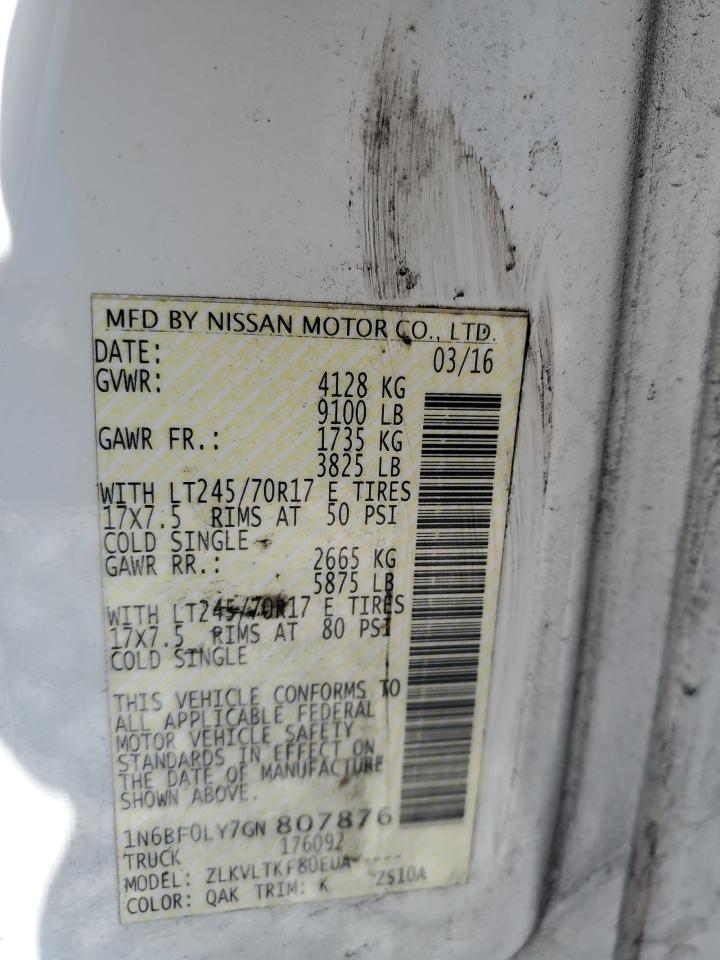 MFD BY NISSAN MOTOR CO., LTD.
DATE: 03/16
GVWR: 4128 KG
9100 LB
GAWR FR.: 1735 KG
3825 LB
WITH LT245/70R17 E TIRES
17X7.5 RIMS AT 50 PSI
COLD SINGLE
GAWR RR.: 2665 KG
5875 LB
WITH LT245/70R17 E TIRES
17X7.5 RIMS AT 80 PSI
COLD SINGLE
THIS VEHICLE CONFORMS TO
ALL APPLICABLE FEDERAL
MOTOR VEHICLE SAFETY
STANDARDS IN EFFECT ON
THE DATE OF MANUFACTURE
SHOWN ABOVE.
1N6BF0LY7GN 807876
TRUCK 176092
MODEL: ZLKVLTKF80EUA-----
COLOR: QAK TRIM: K ZS10A